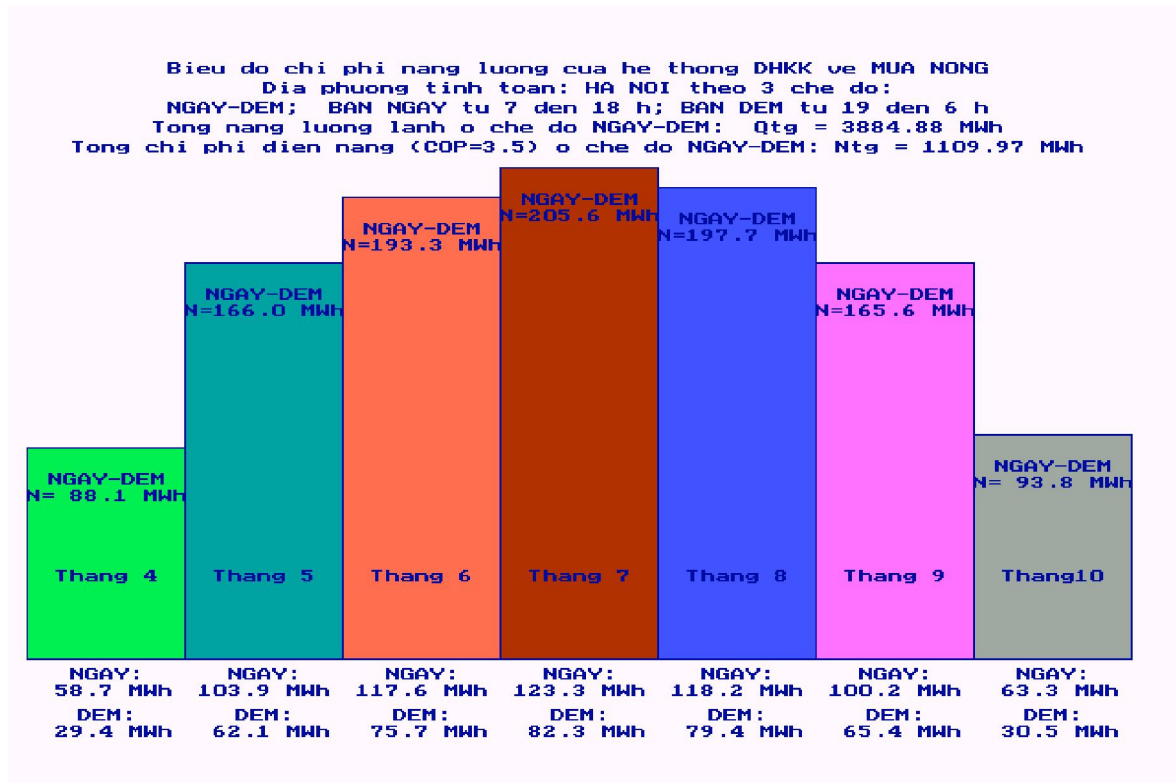 Bieu do chi phi nang luong cua he thong DHKK ve MUA NONG
Dia phuong tinh toan: HA NOI theo 3 che do:
NGAY-DEM; BAN NGAY tu 7 den 18 h; BAN DEM tu 19 den 6 h
Tong nang luong lanh o che do NGAY-DEM: Qtg = 3884.88 MWh
Tong chi phi dien nang (COP=3.5) o che do NGAY-DEM: Ntg = 1109.97 MWh
NGAY-DEM
N= 88.1 MWh
NGAY-DEM
N=166.0 MWh
NGAY-DEM
N=193.3 MWh
NGAY-DEM
N=205.6 MWh
NGAY-DEM
N=197.7 MWh
NGAY-DEM
N=165.6 MWh
NGAY-DEM
N= 93.8 MWh
Thang 4 Thang 5 Thang 6 Thang 7 Thang 8 Thang 9 Thang10
NGAY: NGAY: NGAY: NGAY: NGAY: NGAY: NGAY:
58.7 MWh 103.9 MWh 117.6 MWh 123.3 MWh 118.2 MWh 100.2 MWh 63.3 MWh
DEM: DEM: DEM: DEM: DEM: DEM: DEM:
29.4 MWh 62.1 MWh 75.7 MWh 82.3 MWh 79.4 MWh 65.4 MWh 30.5 MWh